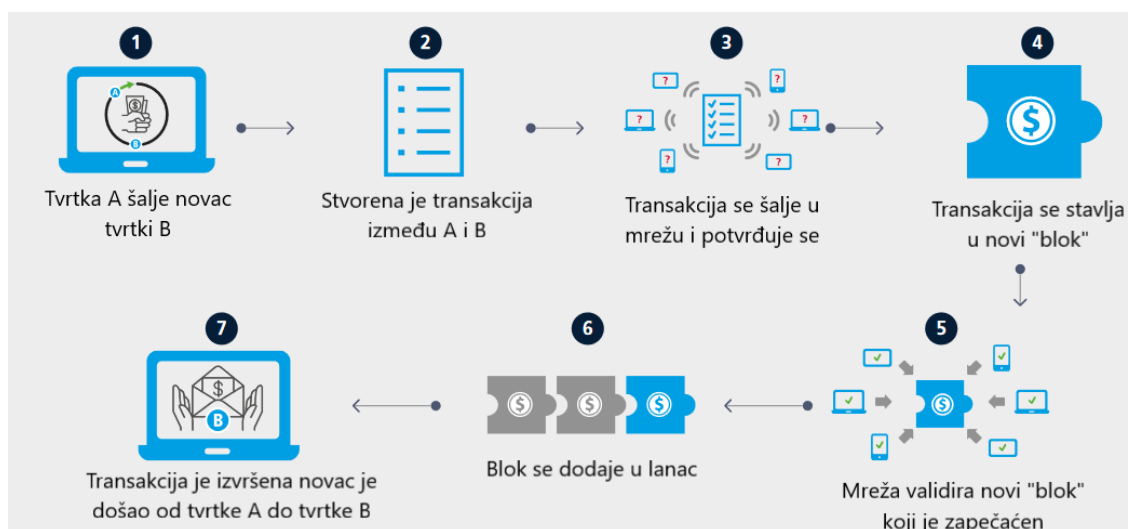 1
2
3
4
A
$
B
? ? ? ? ? ?
$
Tvrtka A šalje novac
tvrtki B
Stvorena je transakcija
između A i B
Transakcija se šalje u
mrežu i potvrđuje se
Transakcija se stavlja
u novi "blok"
7
6
5
$
B
$ $ $
$
Transakcija je izvršena novac je
došao od tvrtke A do tvrtke B
Blok se dodaje u lanac
Mreža validira novi "blok"
koji je zapečaćen